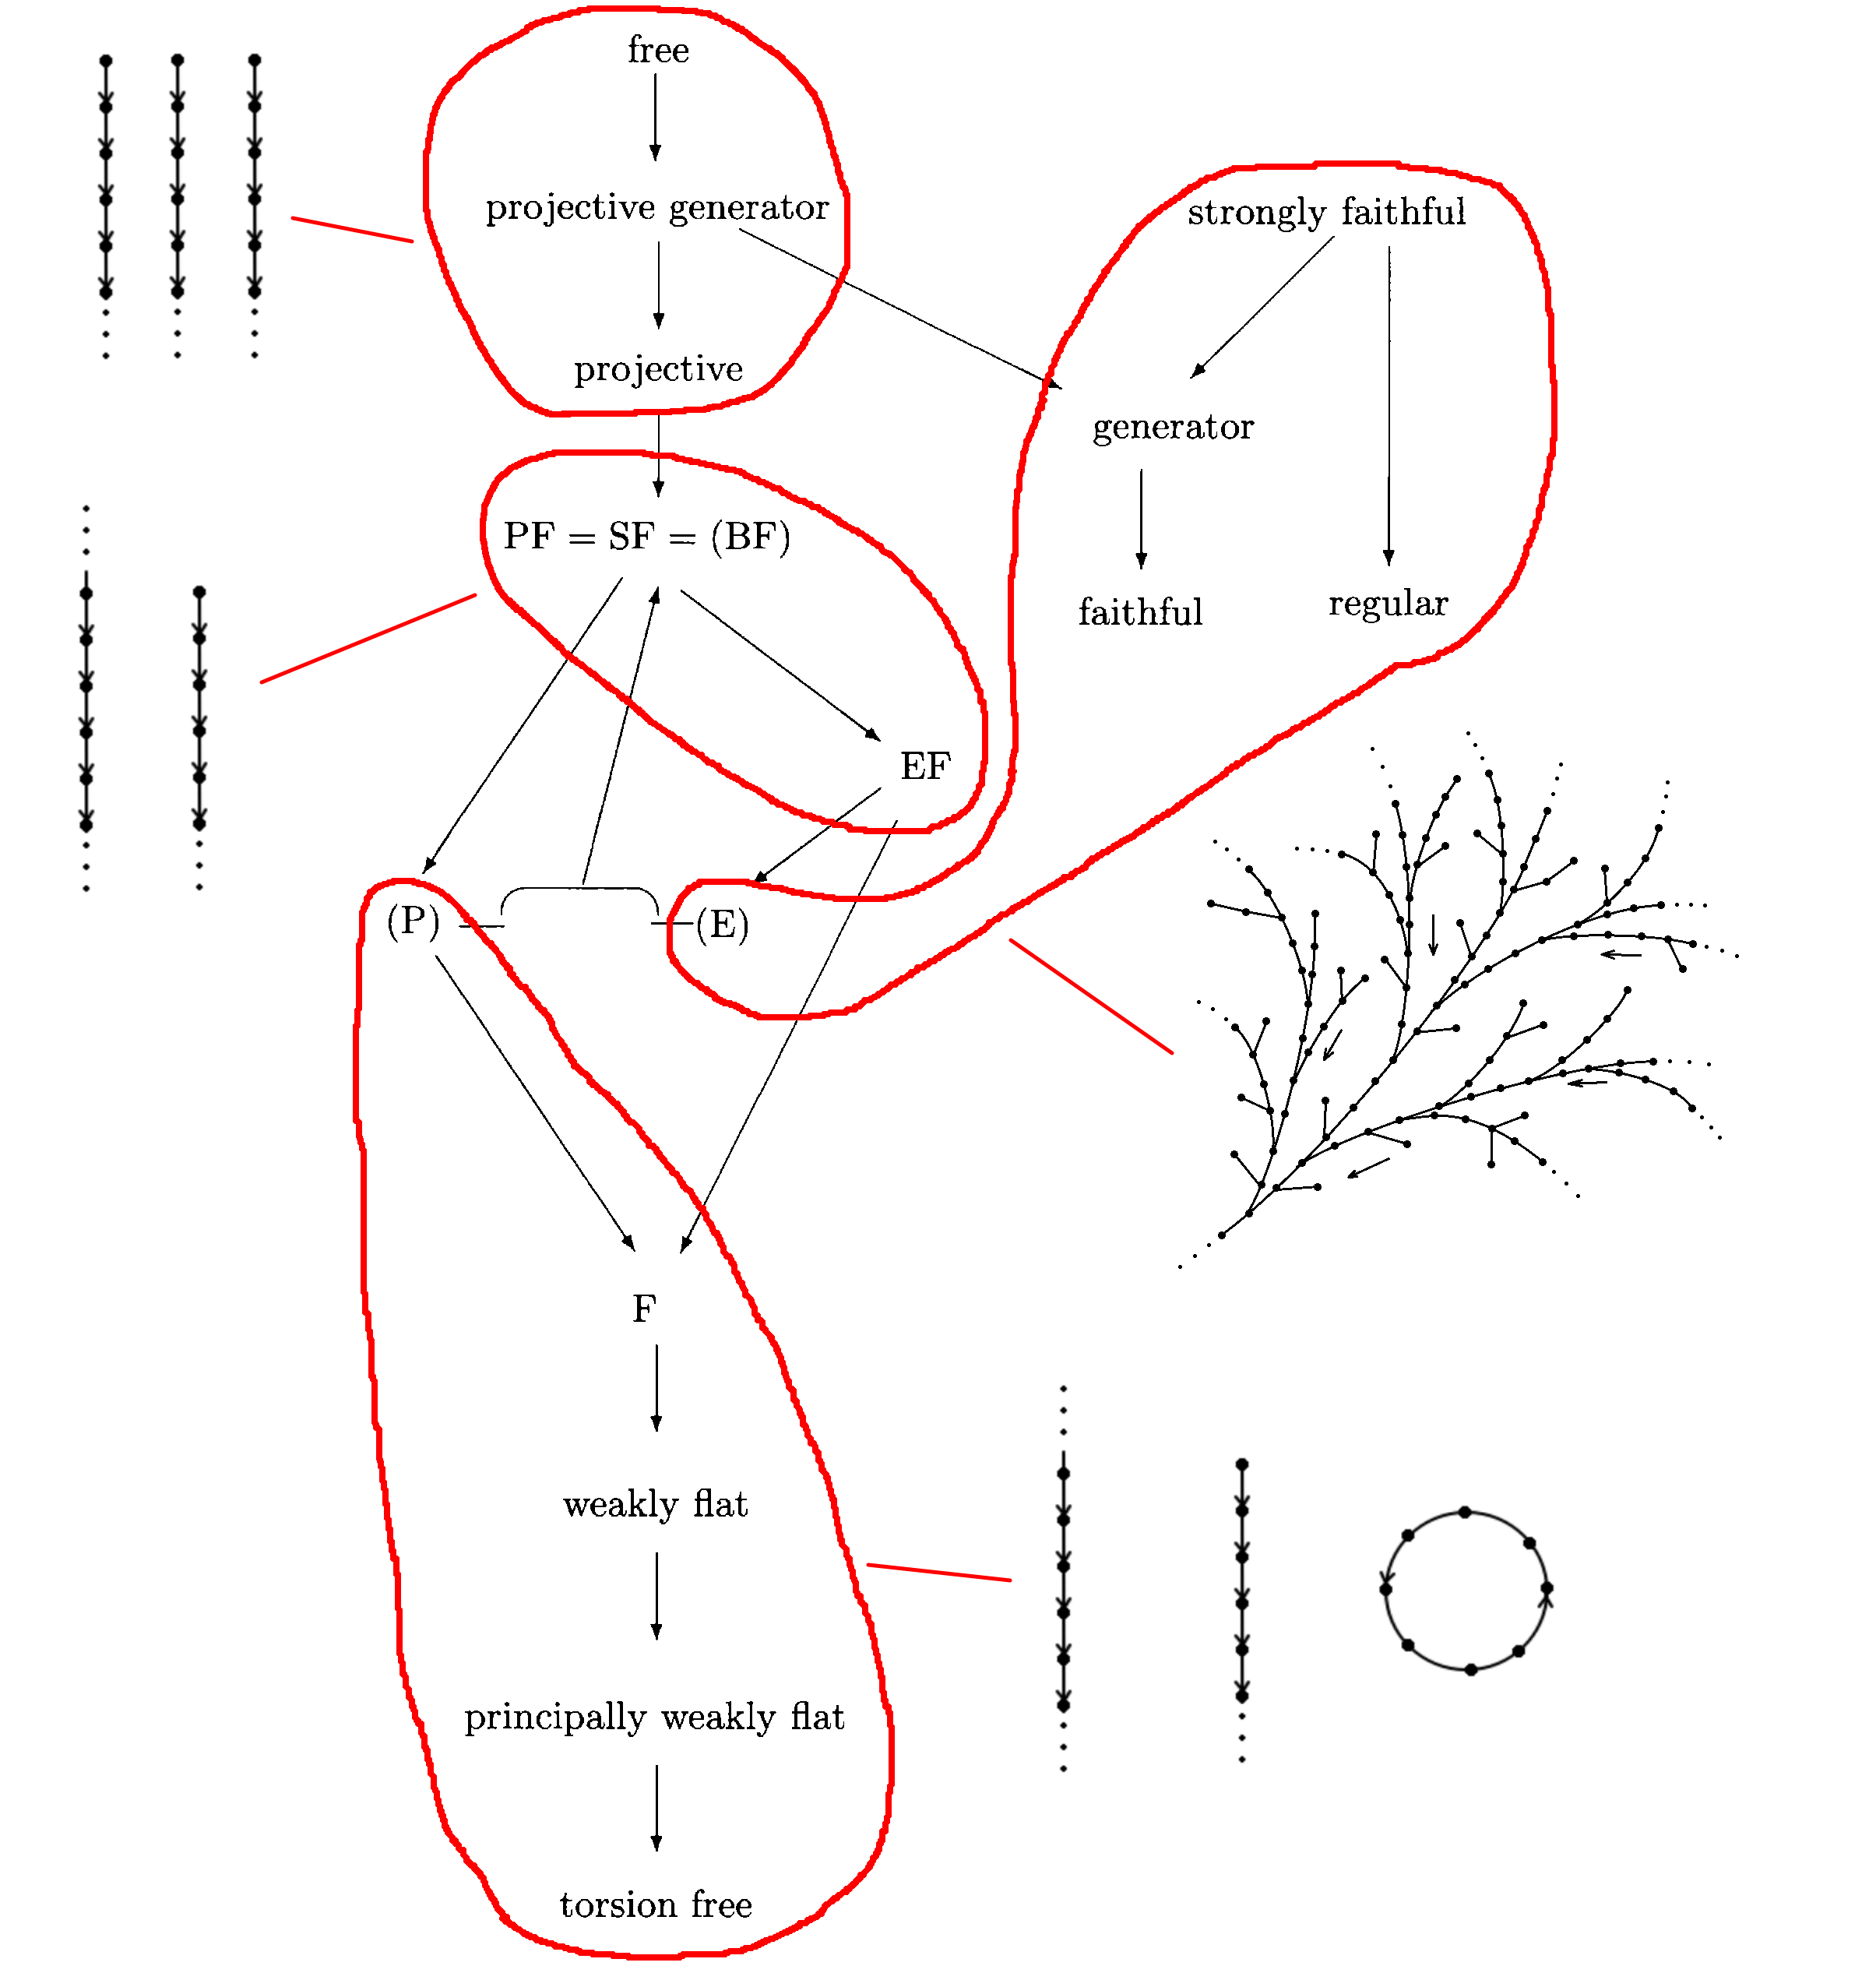 free
projective generator
strongly faithful
projective
generator
PF = SF = (BF)
faithful
regular
EF
(P)
(E)
F
weakly flat
principally weakly flat
torsion free